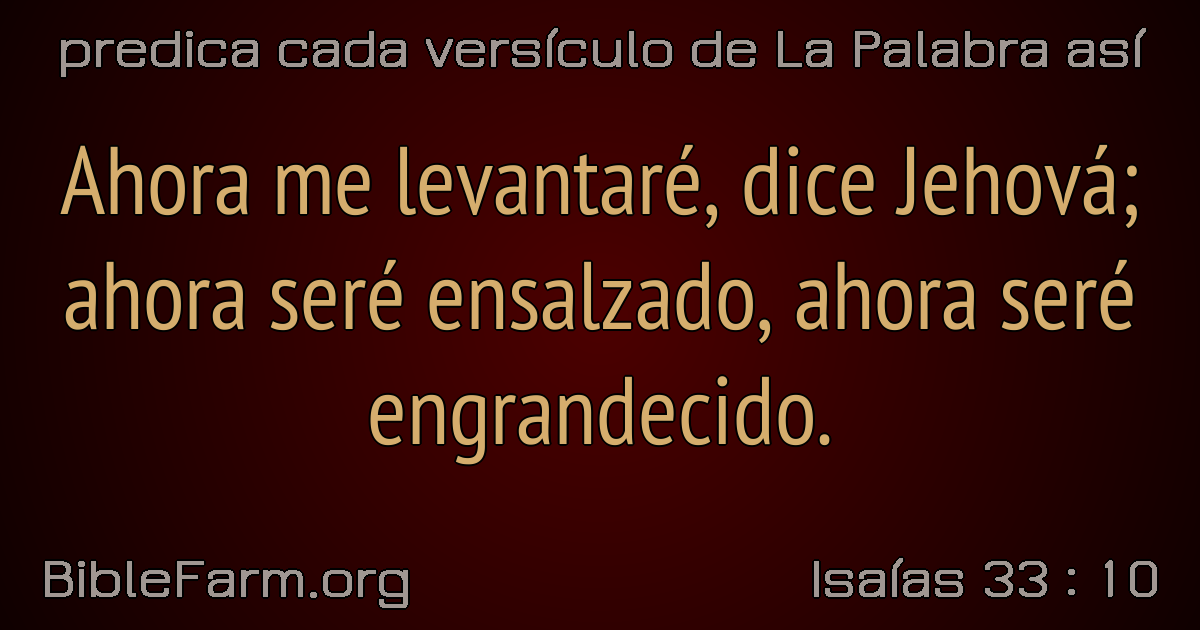 predica cada versículo de La Palabra así
Ahora me levantaré, dice Jehová;
ahora seré ensalzado, ahora seré
engrandecido.
BibleFarm.org
Isaías 33 : 10